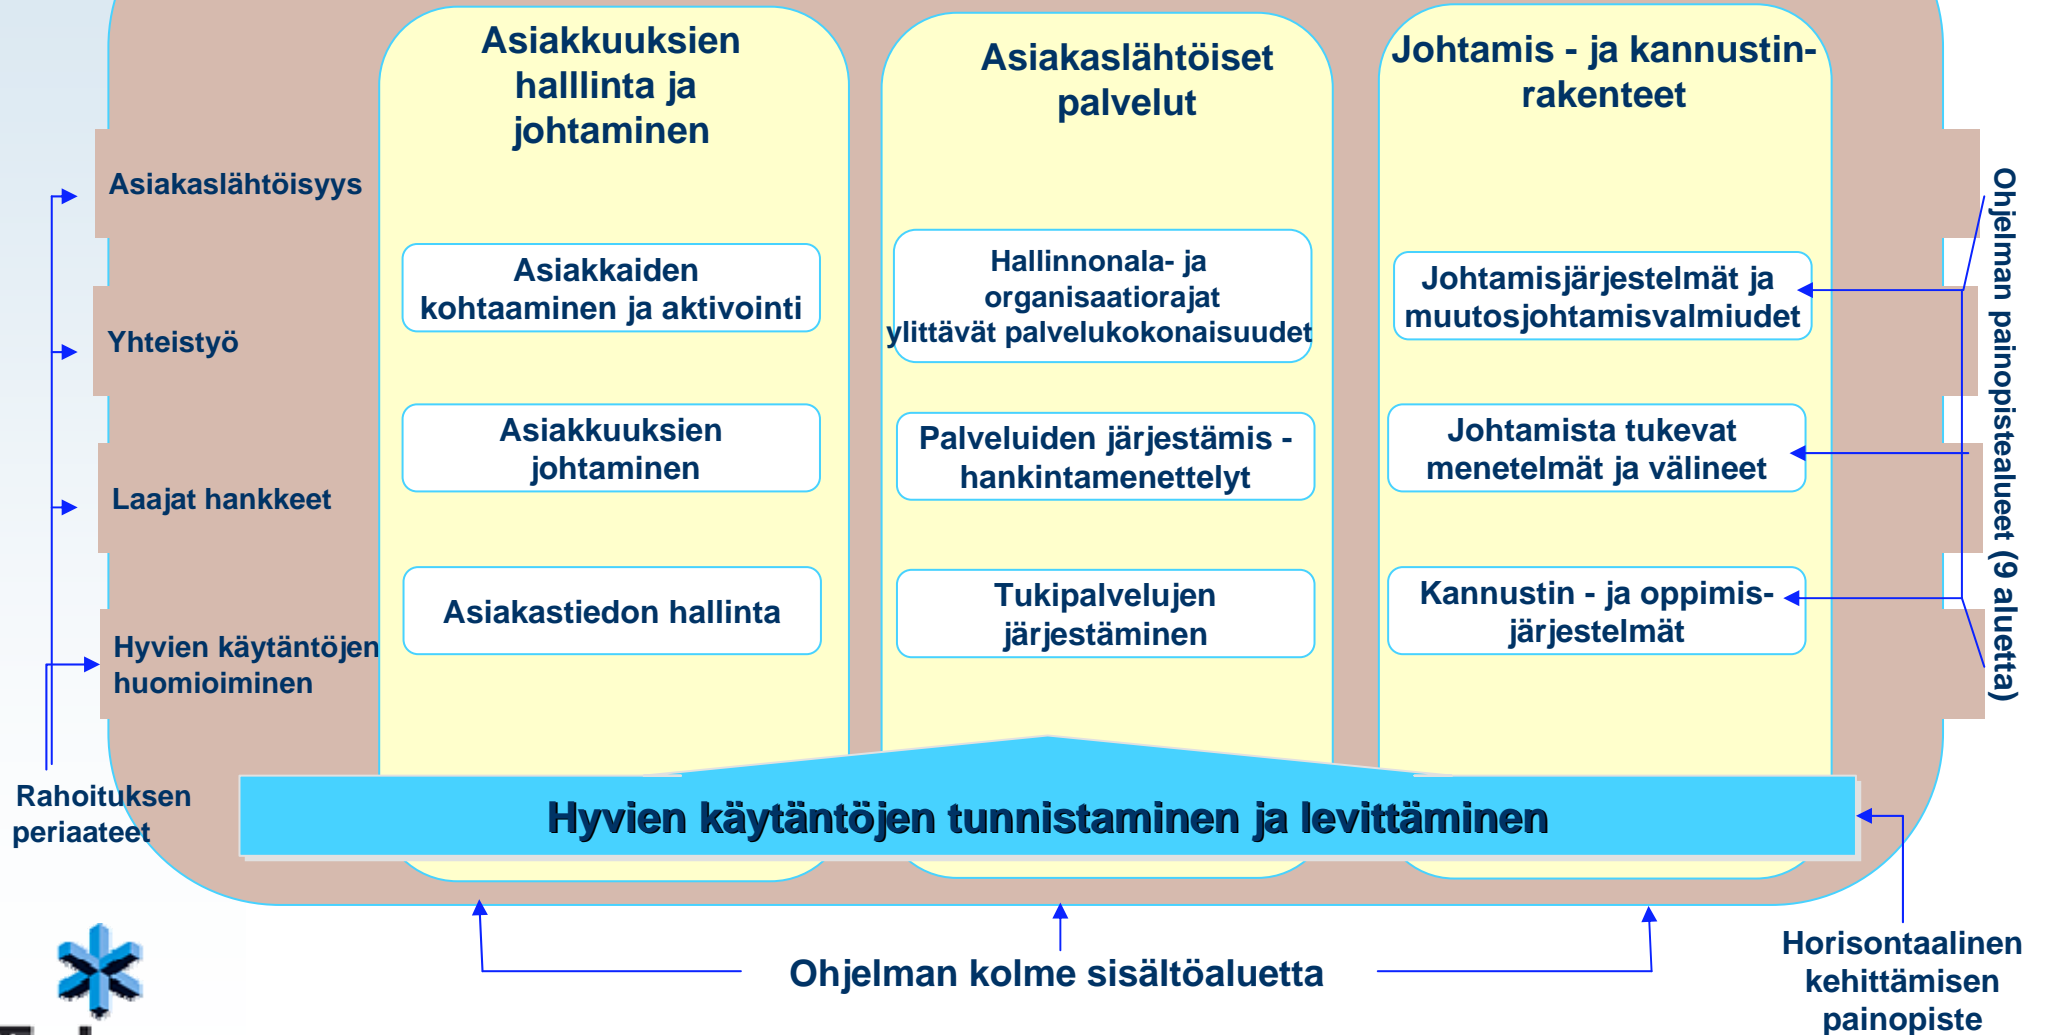 Asiakkuuksien
halllinta ja
johtaminen
Asiakaslähtöiset
palvelut
Johtamis - ja kannustin-
rakenteet
Asiakaslähtöisyys
Yhteistyö
Laajat hankkeet
Hyvien käytäntöjen
huomioiminen
Rahoituksen
periaateet
Asiakkaiden
kohtaaminen ja aktivointi
Asiakkuuksien
johtaminen
Asiakastiedon hallinta
Hallinnonala- ja
organisaatiorajat
ylittävät palvelukokonaisuudet
Palveluiden järjestämis -
hankintamenettelyt
Tukipalvelujen
järjestäminen
Johtamisjärjestelmät ja
muutosjohtamisvalmiudet
Johtamista tukevat
menetelmät ja välineet
Kannustin - ja oppimis-
järjestelmät
Ohjelman painopistealueet (9 aluetta)
Hyvien käytäntöjen tunnistaminen ja levittäminen
Ohjelman kolme sisältöaluetta
Horisontaalinen
kehittämisen
painopiste